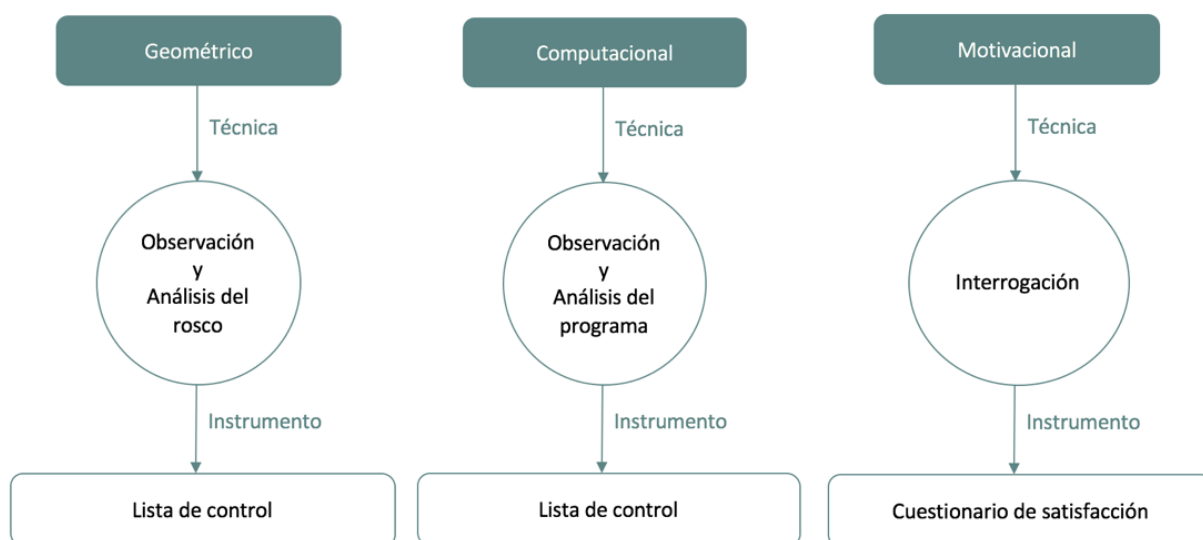 Geométrico
Computacional
Motivacional
Técnica
Técnica
Técnica
Observación
y
Análisis del
rosco
Observación
y
Análisis del
programa
Interrogación
Instrumento
Instrumento
Instrumento
Lista de control
Lista de control
Cuestionario de satisfacción